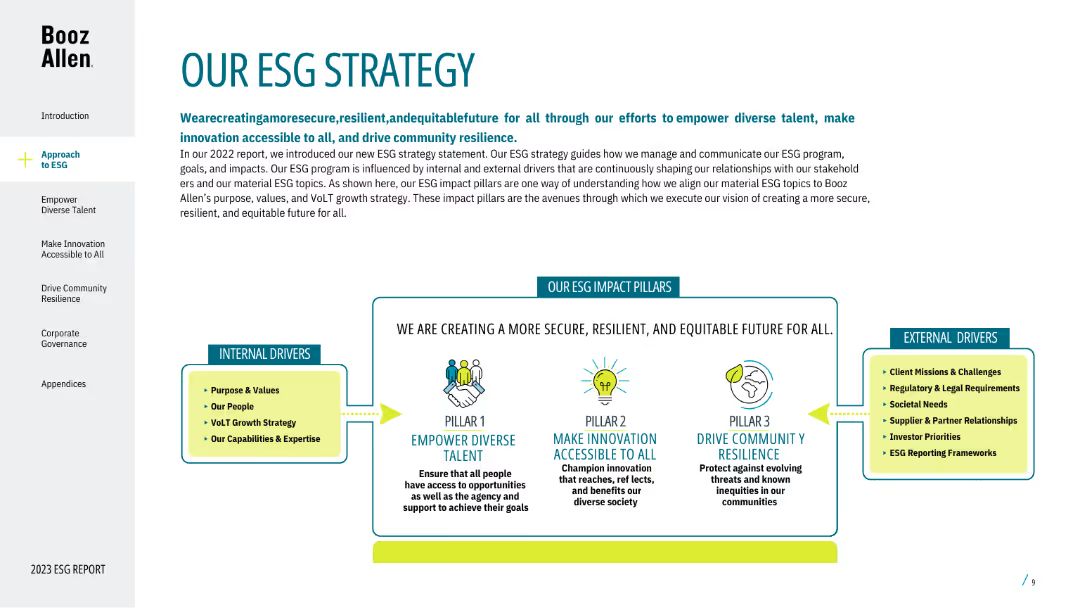 Booz
Allen.
Introduction
Approach
to ESG
Empower
Diverse Talent
Make Innovation
Accessible to All
Drive Community
Resilience
Corporate
Governance
Appendices
2023 ESG REPORT
OUR ESG STRATEGY
Wearecreatingamoresecure,resilient,andequitablefuture for all through our efforts to empower diverse talent, make
innovation accessible to all, and drive community resilience.
In our 2022 report, we introduced our new ESG strategy statement. Our ESG strategy guides how we manage and communicate our ESG program,
goals, and impacts. Our ESG program is influenced by internal and external drivers that are continuously shaping our relationships with our stakehold
ers and our material ESG topics. As shown here, our ESG impact pillars are one way of understanding how we align our material ESG topics to Booz
Allen's purpose, values, and VoLT growth strategy. These impact pillars are the avenues through which we execute our vision of creating a more secure,
resilient, and equitable future for all.
INTERNAL DRIVERS
▸ Purpose & Values
▸ Our People
▸ VoLT Growth Strategy
▸ Our Capabilities & Expertise
OUR ESG IMPACT PILLARS
WE ARE CREATING A MORE SECURE, RESILIENT, AND EQUITABLE FUTURE FOR ALL.
PILLAR 1
EMPOWER DIVERSE
TALENT
Ensure that all people
have access to opportunities
as well as the agency and
support to achieve their goals
PILLAR 2
MAKE INNOVATION
ACCESSIBLE TO ALL
Champion innovation
that reaches, ref lects,
and benefits our
diverse society
PILLAR 3
DRIVE COMMUNIT Y
RESILIENCE
Protect against evolving
threats and known
inequities in our
communities
EXTERNAL DRIVERS
▸ Client Missions & Challenges
▸ Regulatory & Legal Requirements
▸ Societal Needs
▸ Supplier & Partner Relationships
▸ Investor Priorities
▸ ESG Reporting Frameworks
/ 9